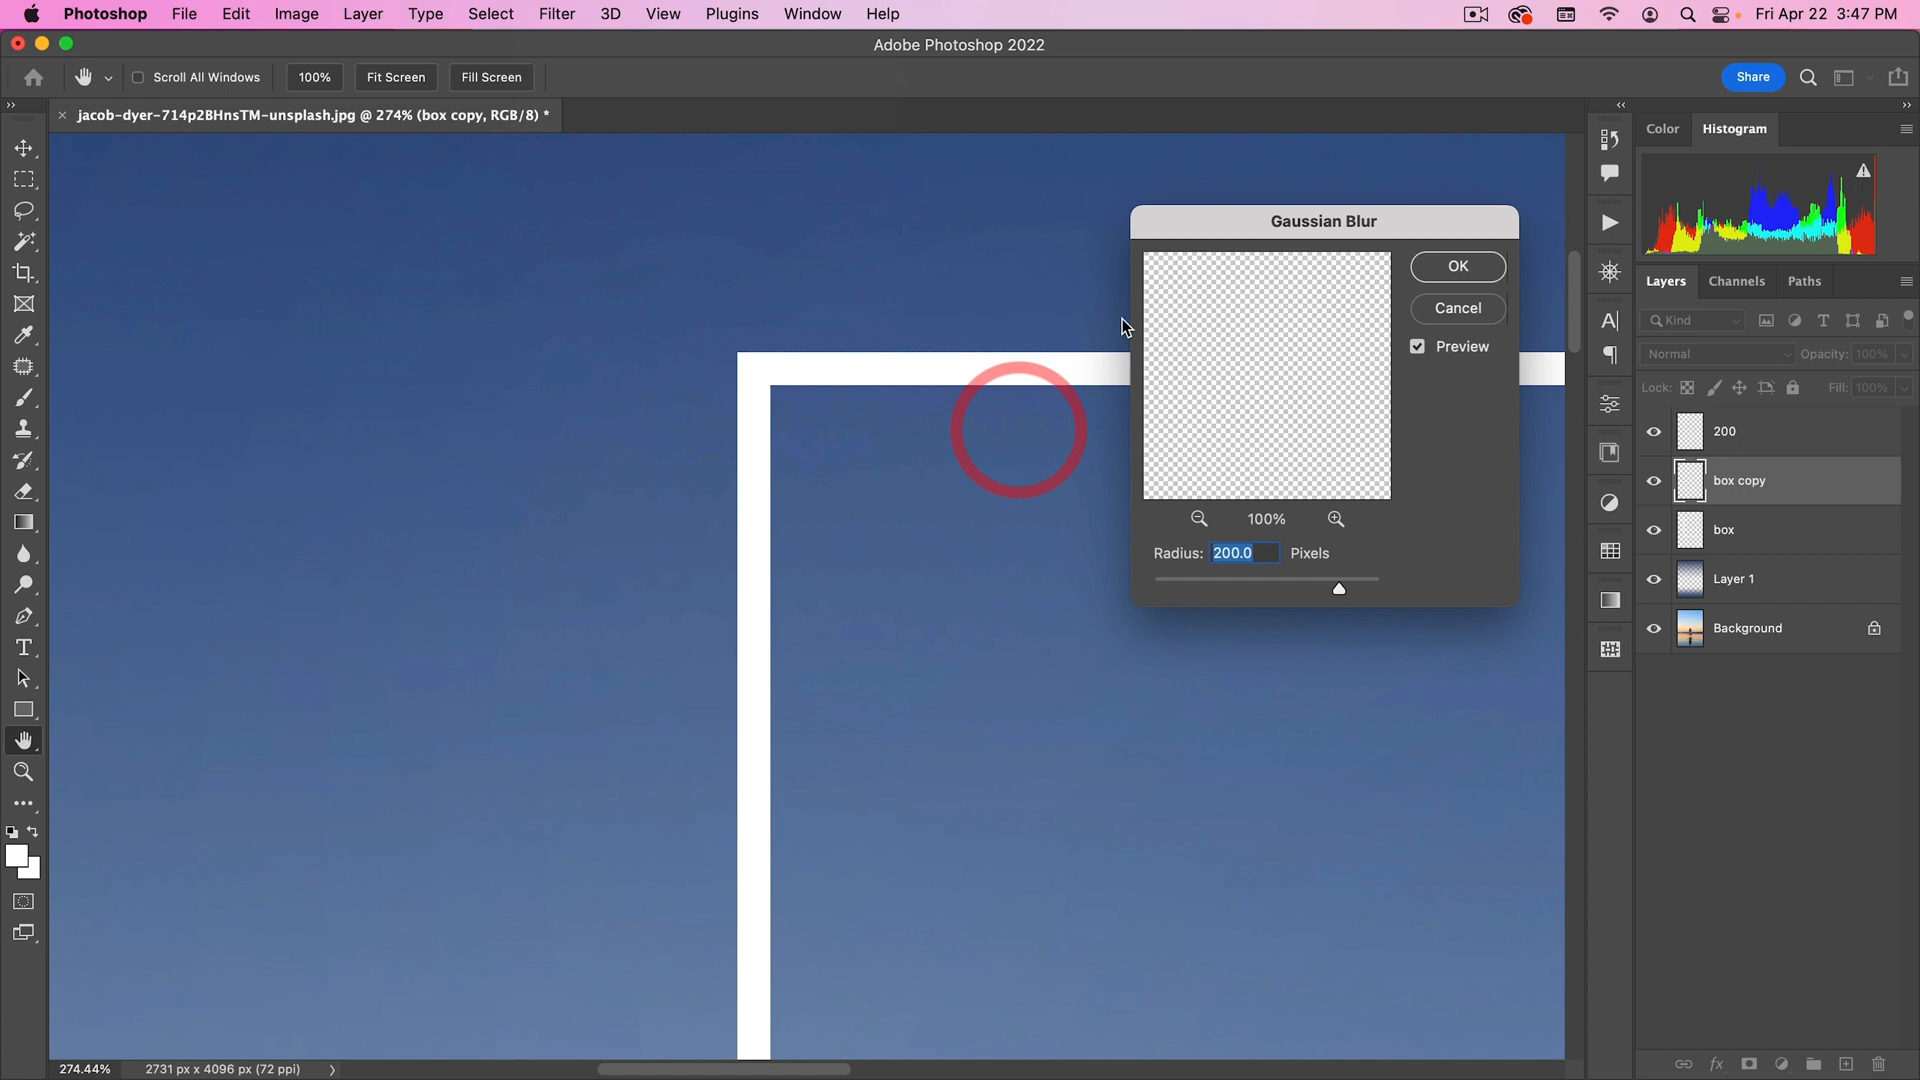 Photoshop File Edit Image Layer Type Select Filter 3D View Plugins Window Help Fri Apr 22 3:47 PM
Adobe Photoshop 2022
Scroll All Windows 100% Fit Screen Fill Screen Share
jacob-dyer-714p2BHnsTM-unsplash.jpg @ 274% (box copy, RGB/8) *
Color Histogram
Gaussian Blur
OK
Cancel
Preview
100%
Radius: 200.0 Pixels
Layers Channels Paths
Kind
Normal Opacity: 100%
Lock: Fill: 100%
200
box copy
box
Layer 1
Background
274.44% 2731 px x 4096 px (72 ppi)